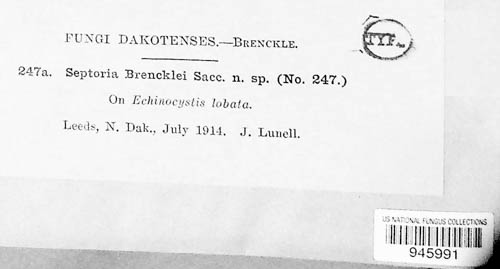 FUNGI DAKOTENSES.—BRENCKLE.
TYP.
247a. Septoria Brencklei Sacc. n. sp. (No. 247.)
On Echinocystis lobata.
Leeds, N. Dak., July 1914. J. Lunell.
US NATIONAL FUNGUS COLLECTIONS
945991